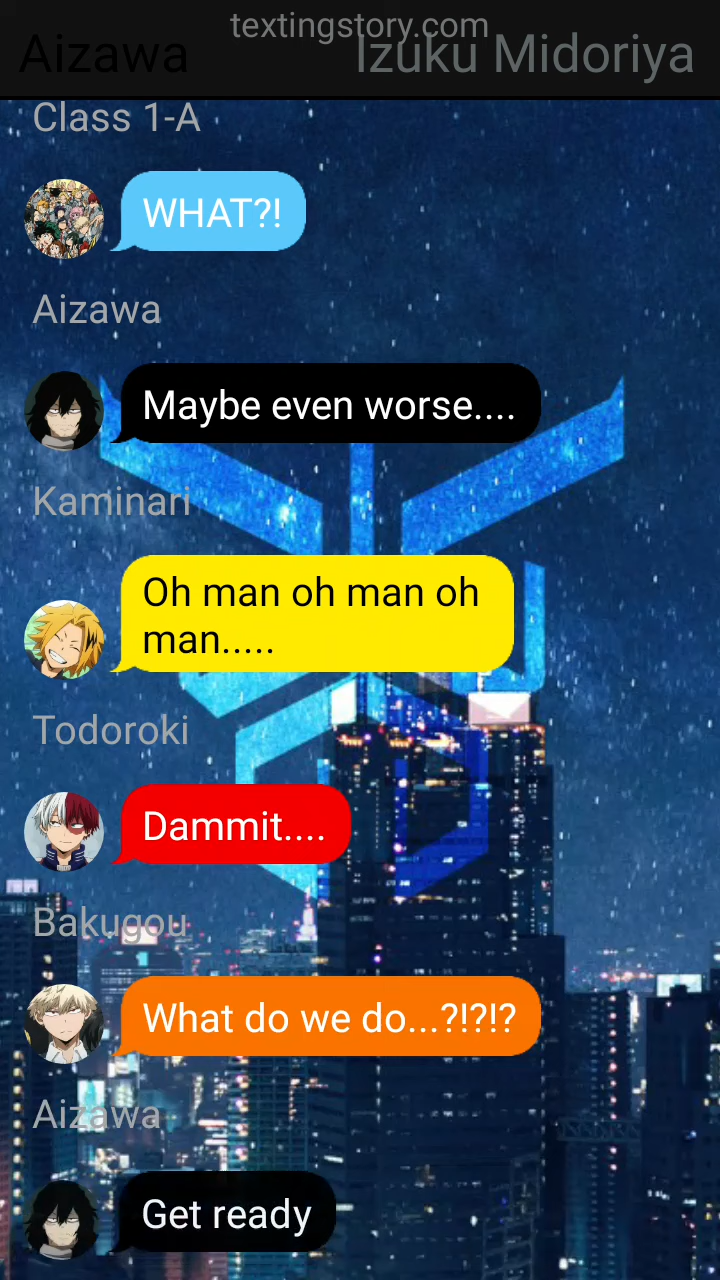 textingstory.com
Aizawa Izuku Midoriya
Class 1-A
WHAT?!
Aizawa
Maybe even worse....
Kaminari
Oh man oh man oh
man.....
Todoroki
Dammit....
Bakugou
What do we do...?!?!?
Aizawa
Get ready